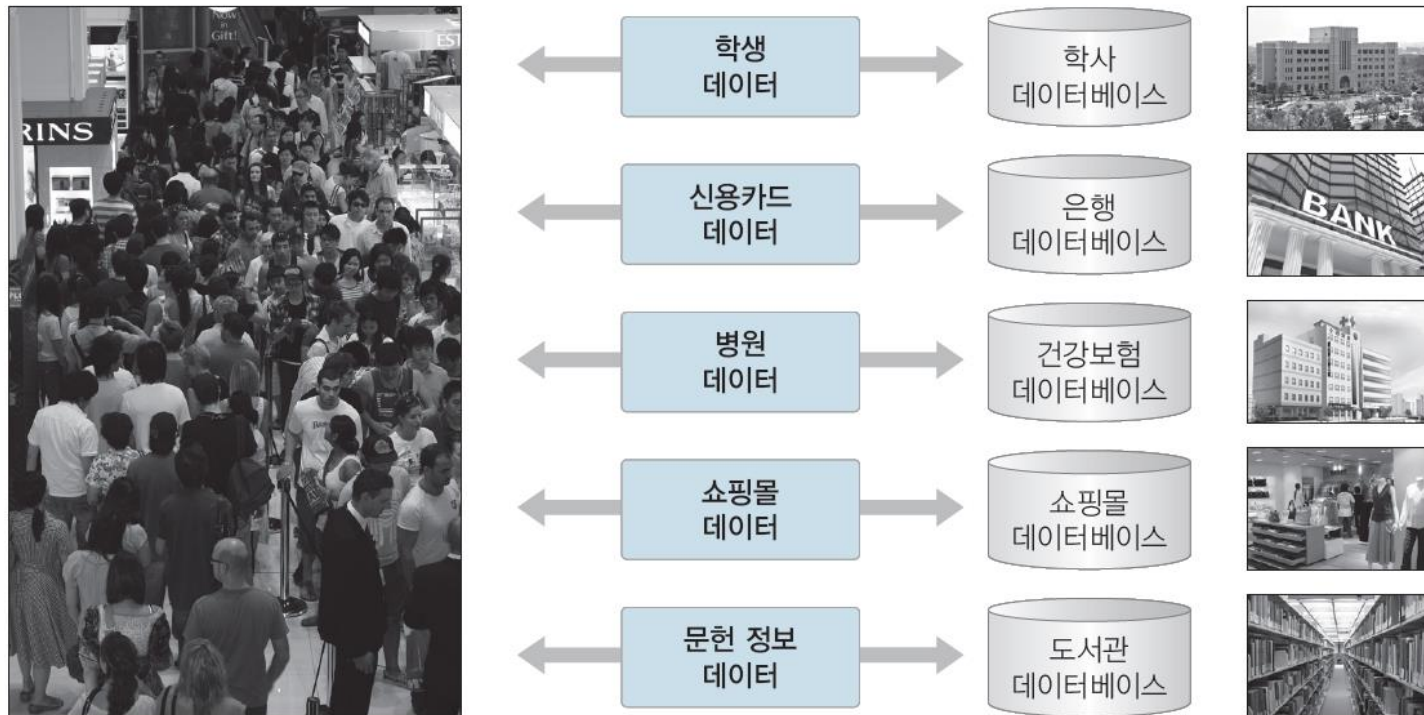 Now
in
Gift!
EST
RINS
학생
데이터
학사
데이터베이스
신용카드
데이터
은행
데이터베이스
BANK
병원
데이터
건강보험
데이터베이스
쇼핑몰
데이터
쇼핑몰
데이터베이스
문헌 정보
데이터
도서관
데이터베이스